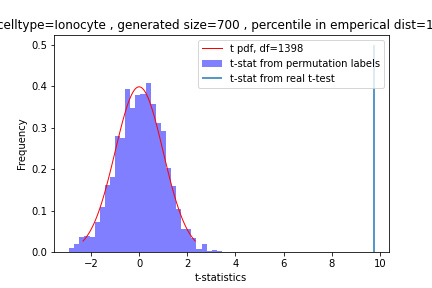 celltype=Ionocyte , generated size=700 , percentile in emperical dist=1
t pdf, df=1398
t-stat from permutation labels
t-stat from real t-test
0.5
0.4
0.3
0.2
0.1
0.0
Frequency
−2
0
2
4
6
8
10
t-statistics